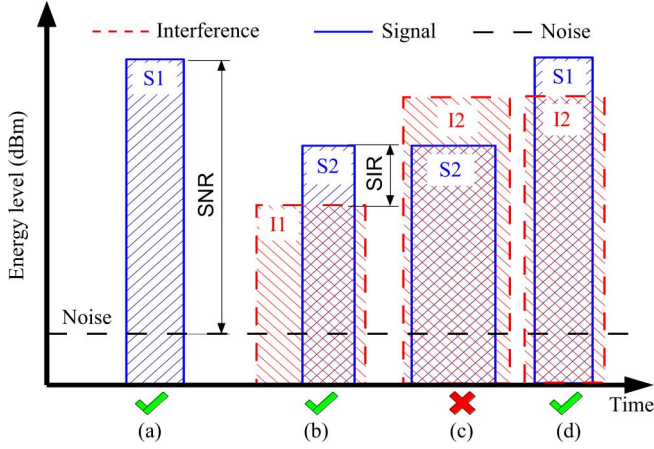 Interference
Signal
Noise
Energy level (dBm)
S1
SNR
I1
S2
SIR
I2
S2
S1
I2
Noise
Time
(a)
(b)
(c)
(d)